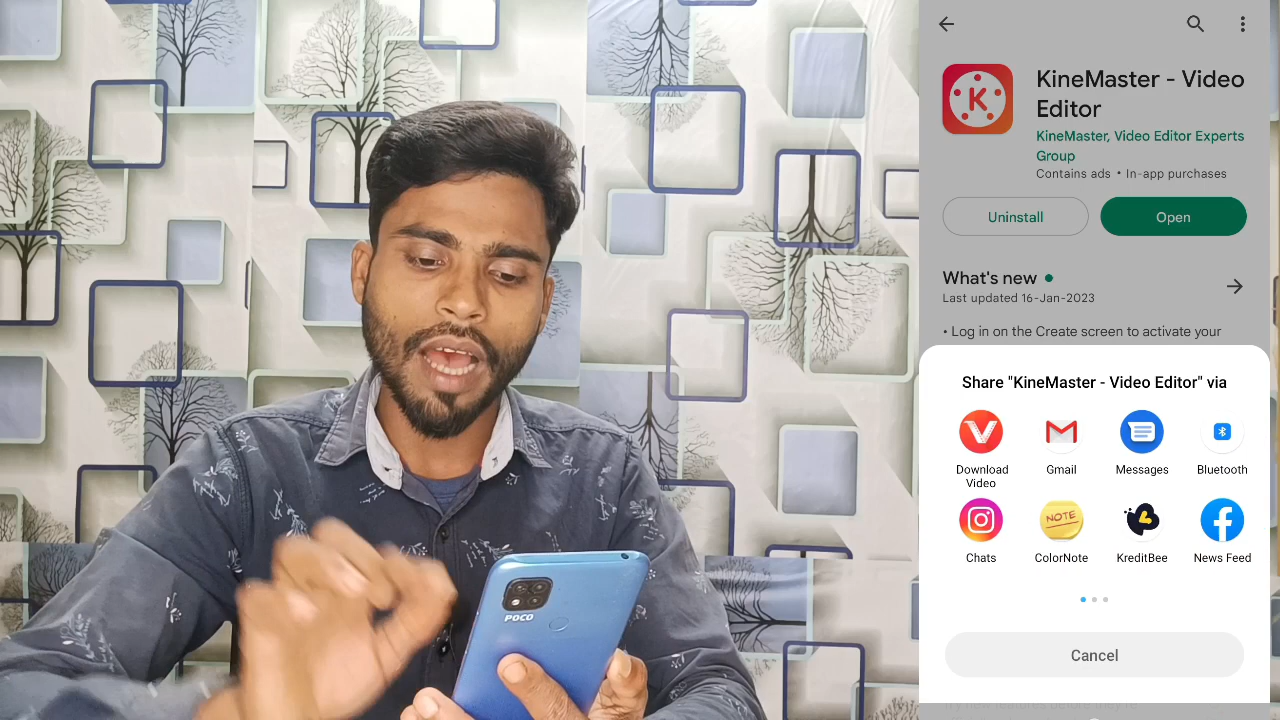 KineMaster - Video
Editor
KineMaster, Video Editor Experts
Group
Contains ads • In-app purchases
Uninstall
Open
What's new
Last updated 16-Jan-2023
• Log in on the Create screen to activate your
Share "KineMaster - Video Editor" via
Download
Video
Gmail
Messages
Bluetooth
NOTE
Chats
ColorNote
KreditBee
News Feed
Cancel
POCO